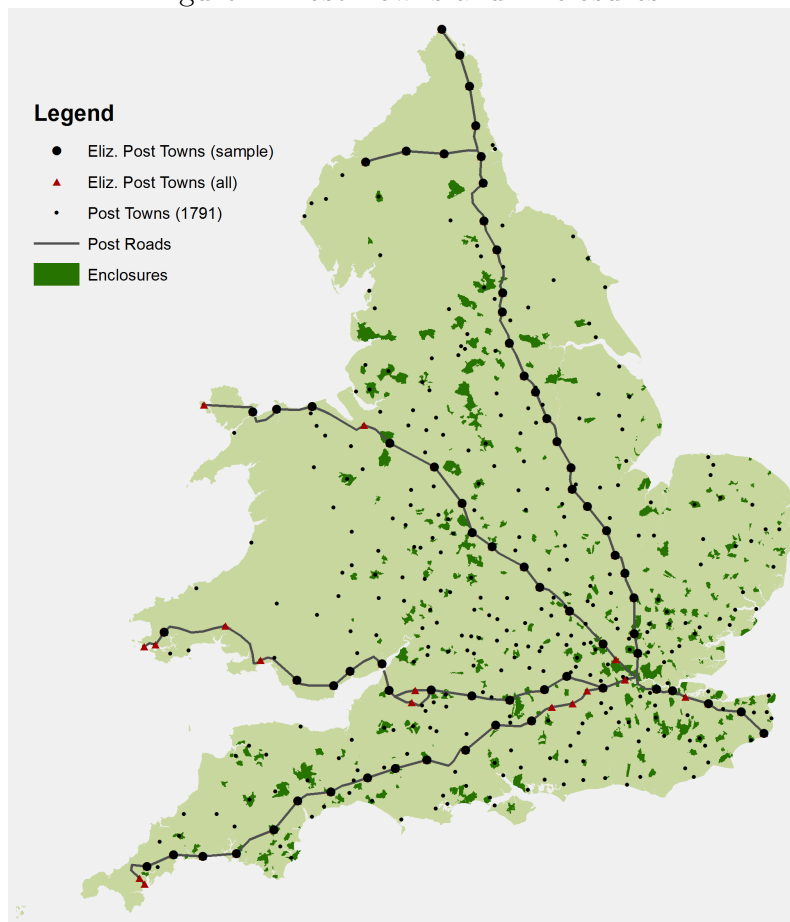 Legend
Eliz. Post Towns (sample)
Eliz. Post Towns (all)
Post Towns (1791)
Post Roads
Enclosures